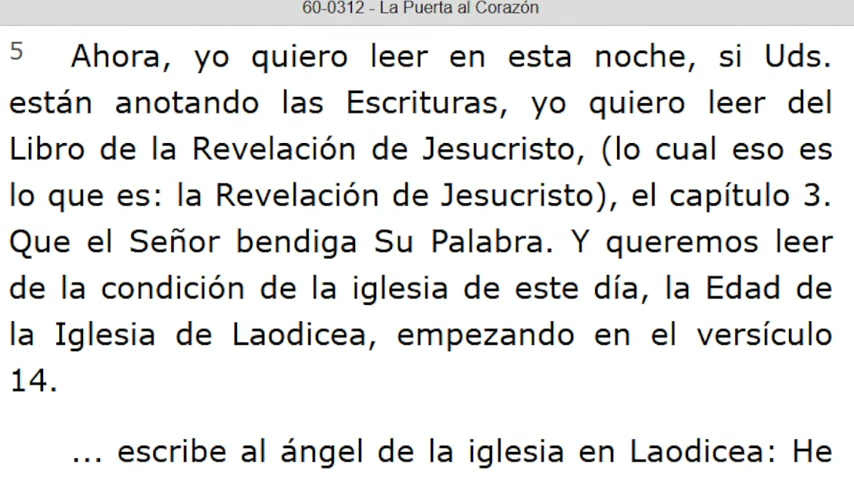 60-0312 - La Puerta al Corazón
5 Ahora, yo quiero leer en esta noche, si Uds.
están anotando las Escrituras, yo quiero leer del
Libro de la Revelación de Jesucristo, (lo cual eso es
lo que es: la Revelación de Jesucristo), el capítulo 3.
Que el Señor bendiga Su Palabra. Y queremos leer
de la condición de la iglesia de este día, la Edad de
la Iglesia de Laodicea, empezando en el versículo
14.
... escribe al ángel de la iglesia en Laodicea: He